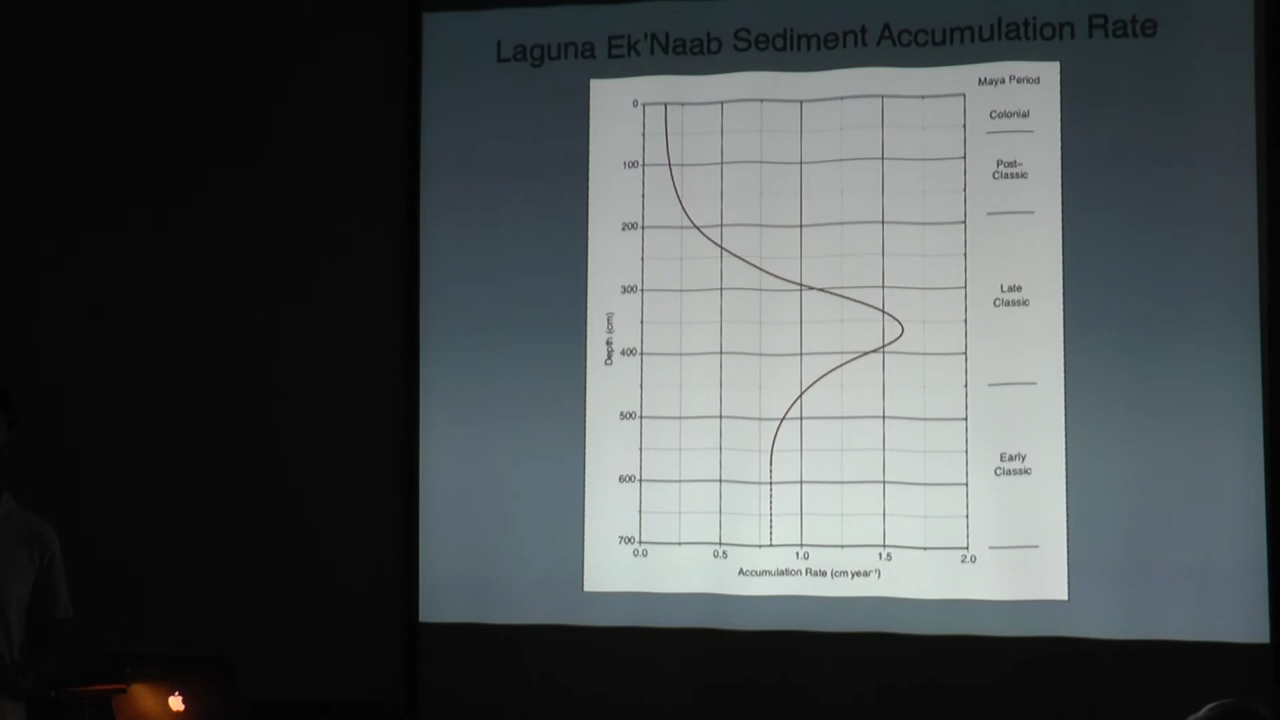 Laguna Ek'Naab Sediment Accumulation Rate
Maya Period
Colonial
Post-
Classic
Late
Classic
Early
Classic
Depth (cm)
0
100
200
300
400
500
600
700
0.0
0.5
1.0
1.5
2.0
Accumulation Rate (cm year⁻¹)